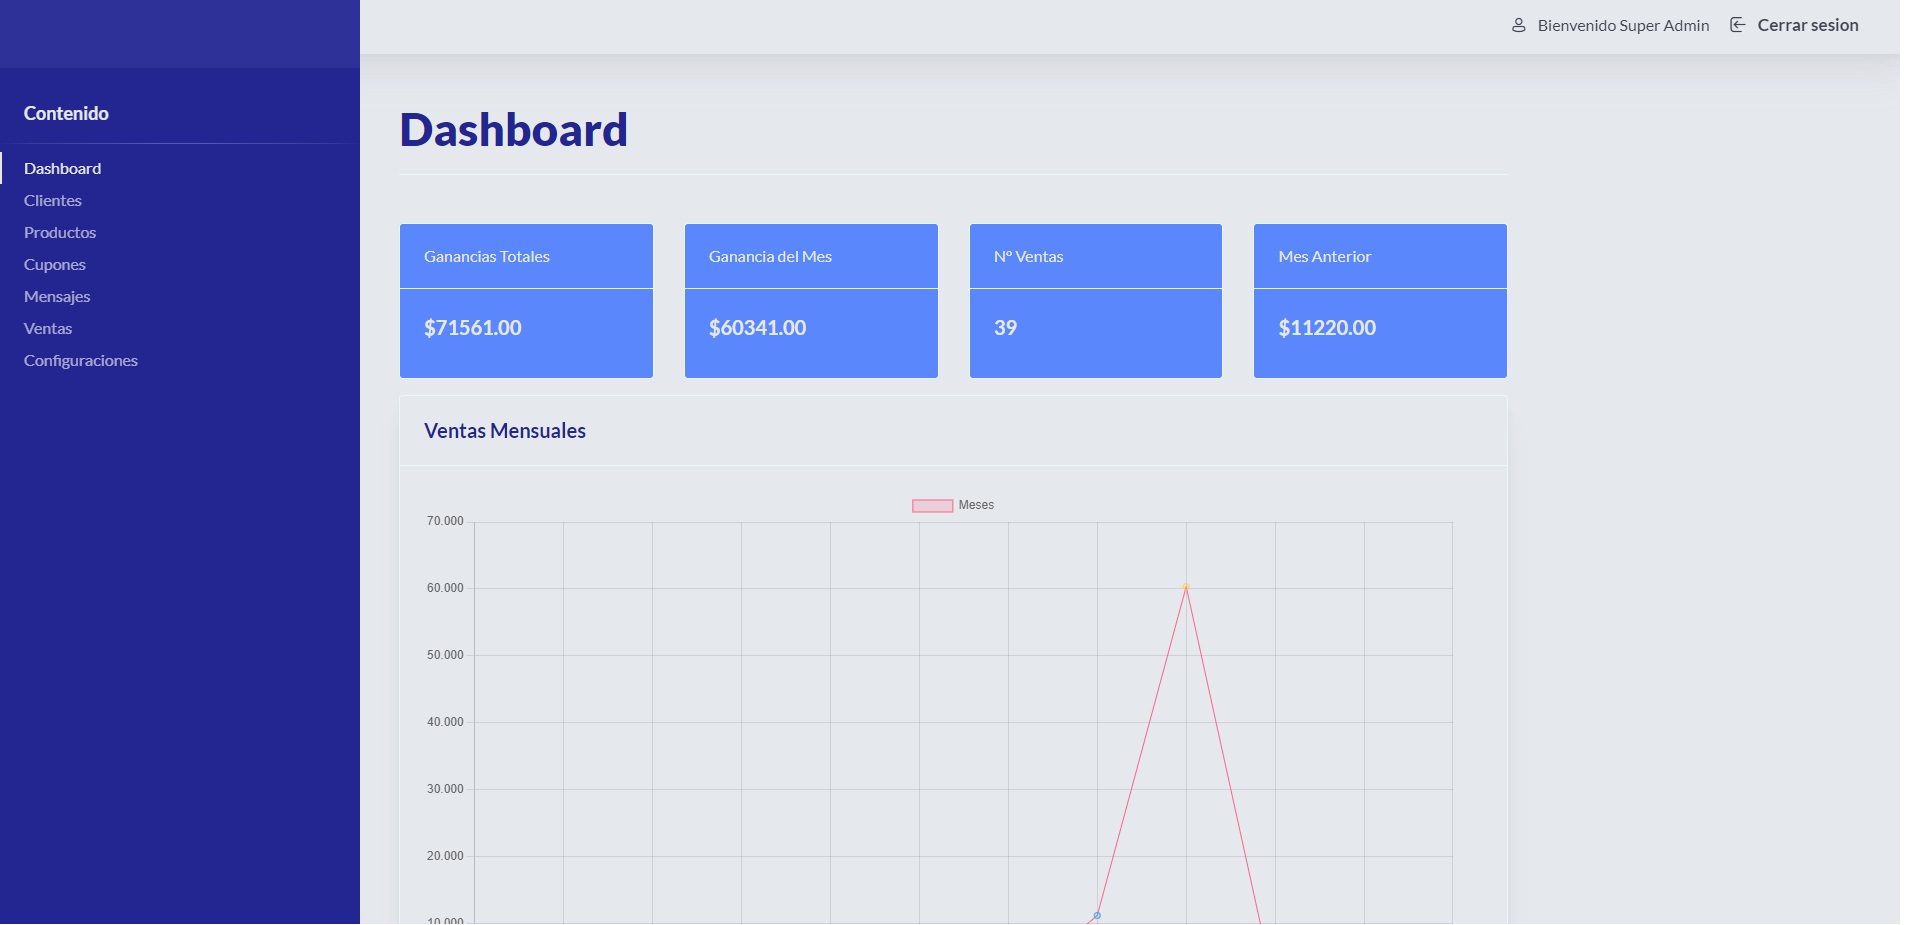 Bienvenido Super Admin
Cerrar sesion
Contenido
Dashboard
Clientes
Productos
Cupones
Mensajes
Ventas
Configuraciones
Dashboard
Ganancias Totales
$71561.00
Ganancia del Mes
$60341.00
Nº Ventas
39
Mes Anterior
$11220.00
Ventas Mensuales
Meses
70.000
60.000
50.000
40.000
30.000
20.000
10.000